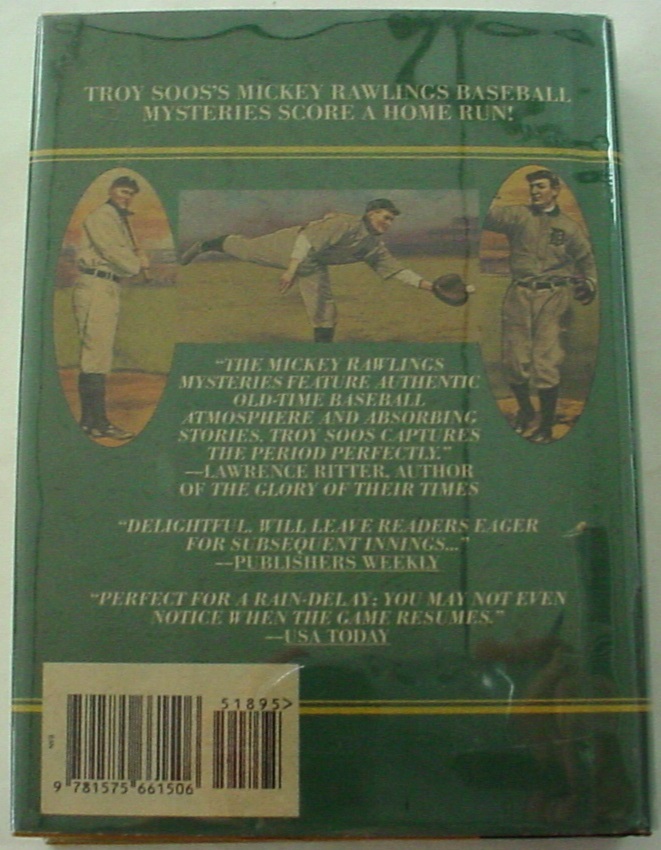 TROY SOOS'S MICKEY RAWLINGS BASEBALL
MYSTERIES SCORE A HOME RUN!
D
"THE MICKEY RAWLINGS
MYSTERIES FEATURE AUTHENTIC
OLD-TIME BASEBALL
ATMOSPHERE AND ABSORBING
STORIES. TROY SOOS CAPTURES
THE PERIOD PERFECTLY."
—LAWRENCE RITTER, AUTHOR
OF THE GLORY OF THEIR TIMES
"DELIGHTFUL. WILL LEAVE READERS EAGER
FOR SUBSEQUENT INNINGS..."
—PUBLISHERS WEEKLY
"PERFECT FOR A RAIN-DELAY; YOU MAY NOT EVEN
NOTICE WHEN THE GAME RESUMES."
—USA TODAY
51895>
9 781575 661506